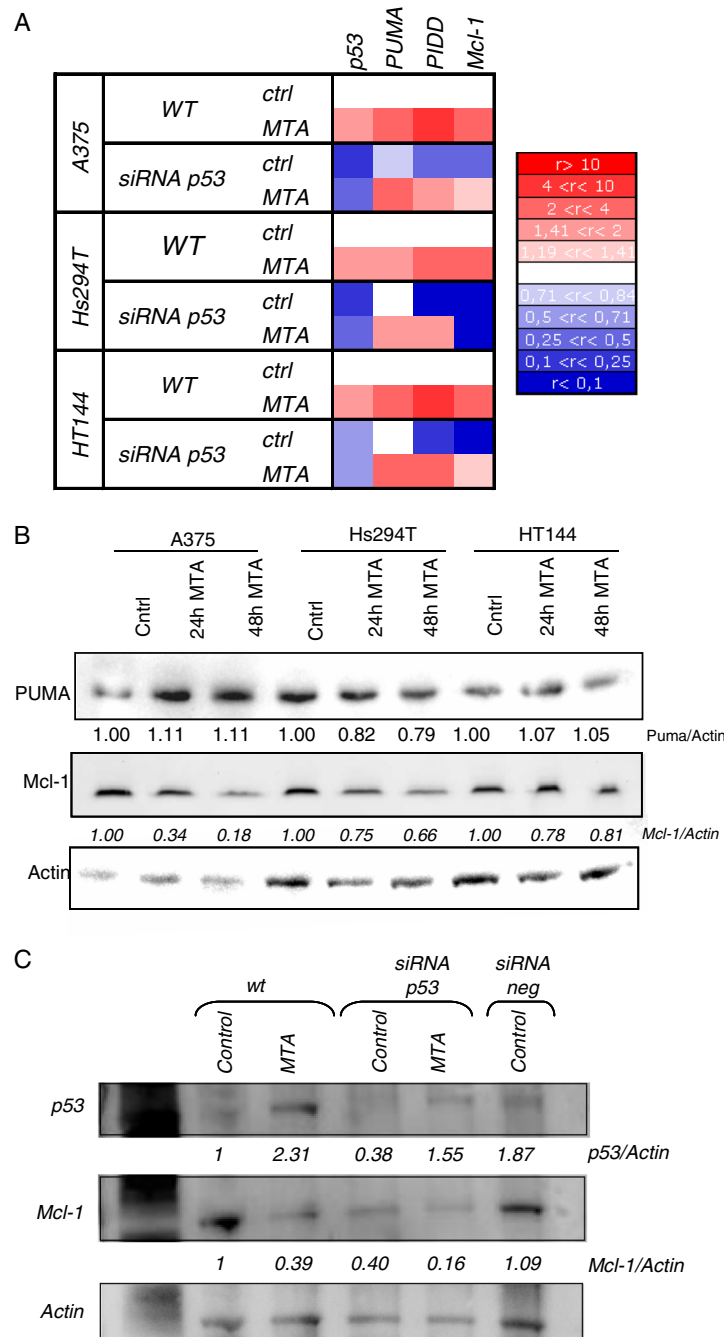 A
p53 PUMA PIDD Mcl-1
A375
WT
ctrl
MTA
siRNA p53
ctrl
MTA
Hs294T
WT
ctrl
MTA
siRNA p53
ctrl
MTA
HT144
WT
ctrl
MTA
siRNA p53
ctrl
MTA
r> 10
4 <r< 10
2 <r< 4
1,41 <r< 2
1,19 <r< 1,41
0,71 <r< 0,84
0,5 <r< 0,71
0,25 <r< 0,5
0,1 <r< 0,25
r< 0,1
B
A375 Hs294T HT144
Cntrl 24h MTA 48h MTA Cntrl 24h MTA 48h MTA Cntrl 24h MTA 48h MTA
PUMA
1.00 1.11 1.11 1.00 0.82 0.79 1.00 1.07 1.05 Puma/Actin
Mcl-1
1.00 0.34 0.18 1.00 0.75 0.66 1.00 0.78 0.81 Mcl-1/Actin
Actin
C
wt siRNA p53 siRNA neg
Control MTA Control MTA Control
p53
1 2.31 0.38 1.55 1.87 p53/Actin
Mcl-1
1 0.39 0.40 0.16 1.09 Mcl-1/Actin
Actin